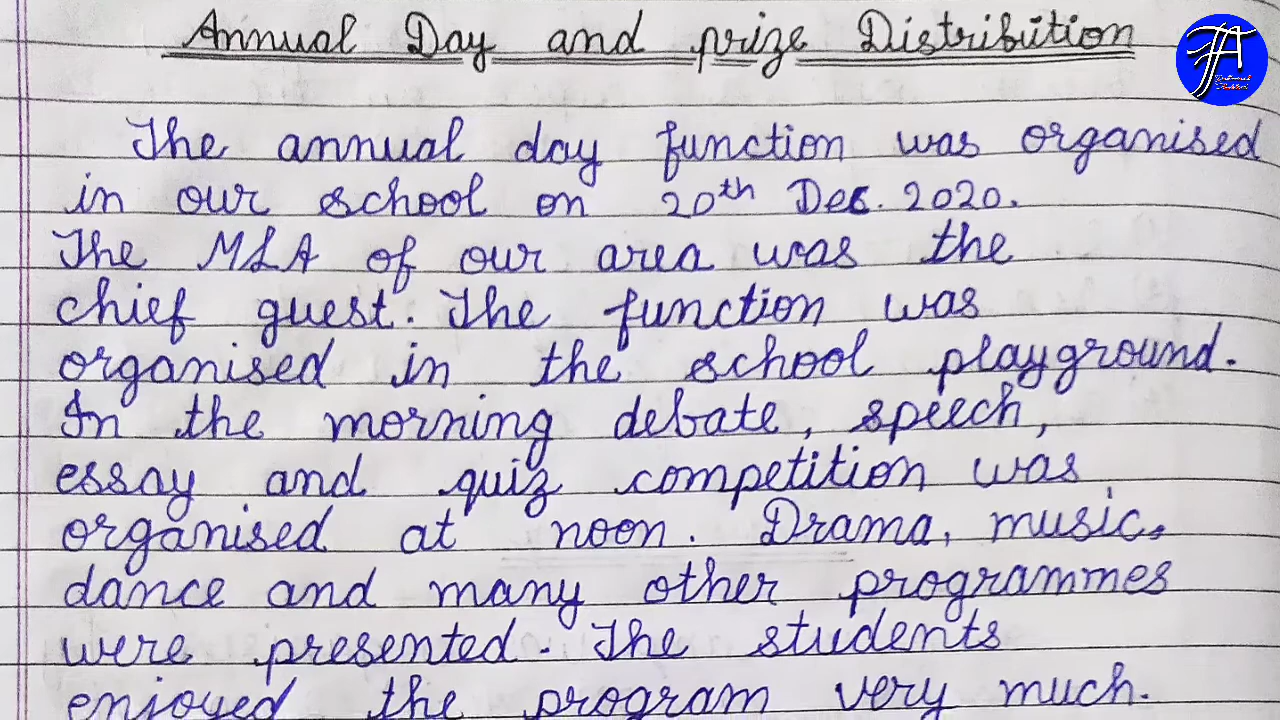 Annual Day and prize Distribution
The annual day function was organised
in our school on 20th Dec. 2020.
The MLA of our area was the
chief guest. The function was
organised in the school playground.
In the morning debate, speech,
essay and quiz competition was
organised at noon. Drama, music,
dance and many other programmes
were presented. The students
enjoyed the program very much.